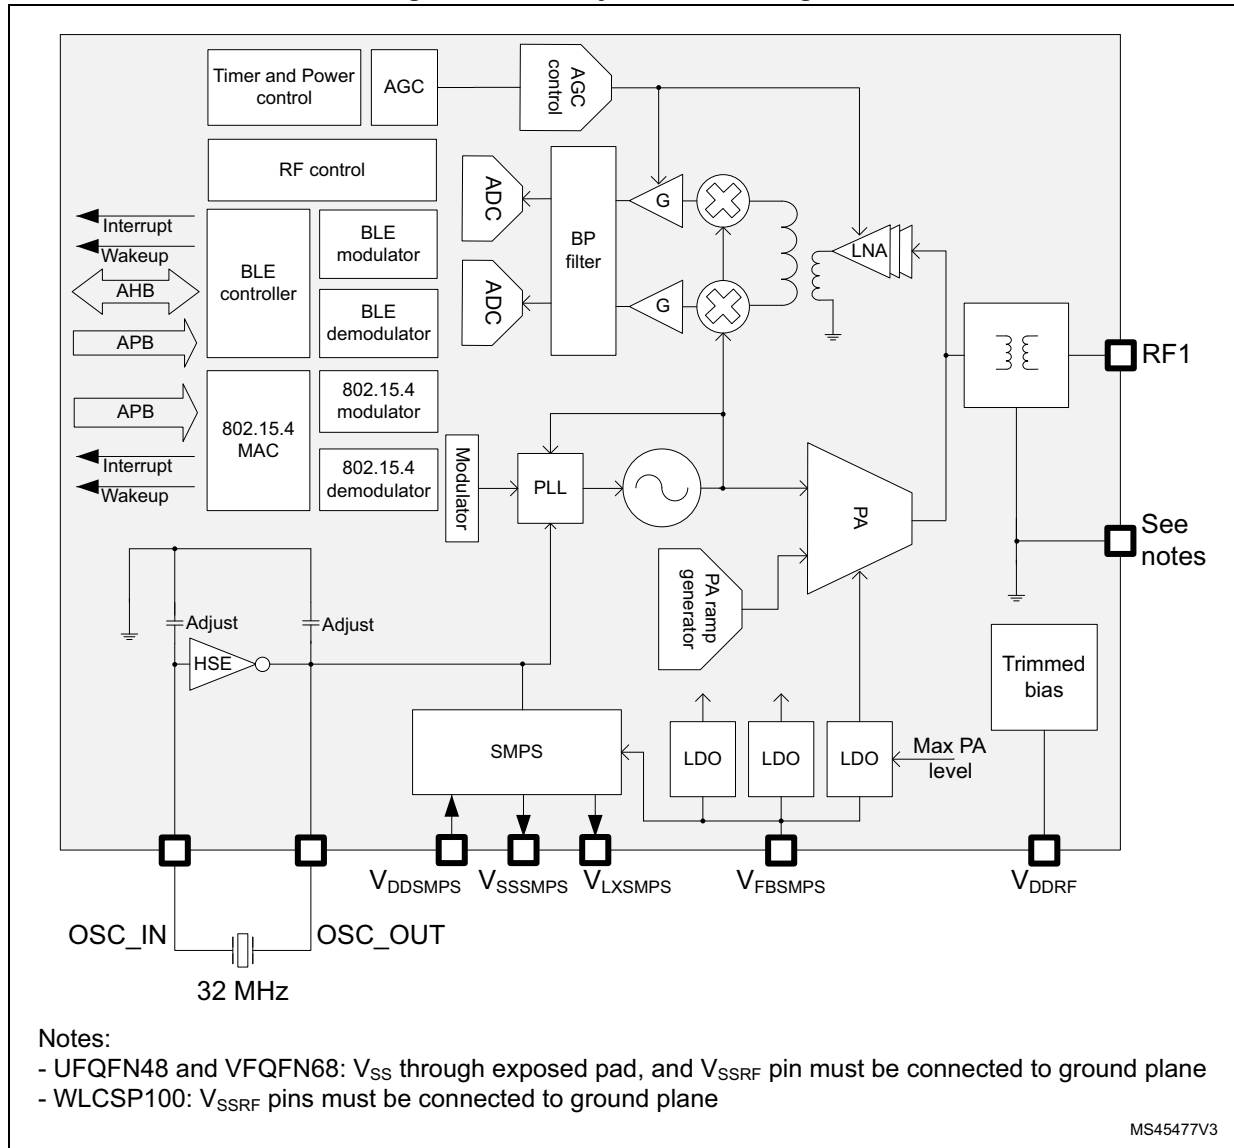 Timer and Power
control
AGC
AGC
control
RF control
ADC
ADC
BP
filter
G
G
LNA
Interrupt
Wakeup
AHB
APB
BLE
controller
BLE
modulator
BLE
demodulator
RF1
APB
Interrupt
Wakeup
802.15.4
MAC
802.15.4
modulator
802.15.4
demodulator
Modulator
PLL
PA
See
notes
PA ramp
generator
Adjust
Adjust
HSE
Trimmed
bias
SMPS
LDO
LDO
LDO
Max PA
level
VDDSMPS
VSSSMPS
VLXSMPS
VFBSMPS
VDDRF
OSC_IN
OSC_OUT
32 MHz
Notes:
- UFQFN48 and VFQFN68: VSS through exposed pad, and VSSRF pin must be connected to ground plane
- WLCSP100: VSSRF pins must be connected to ground plane
MS45477V3